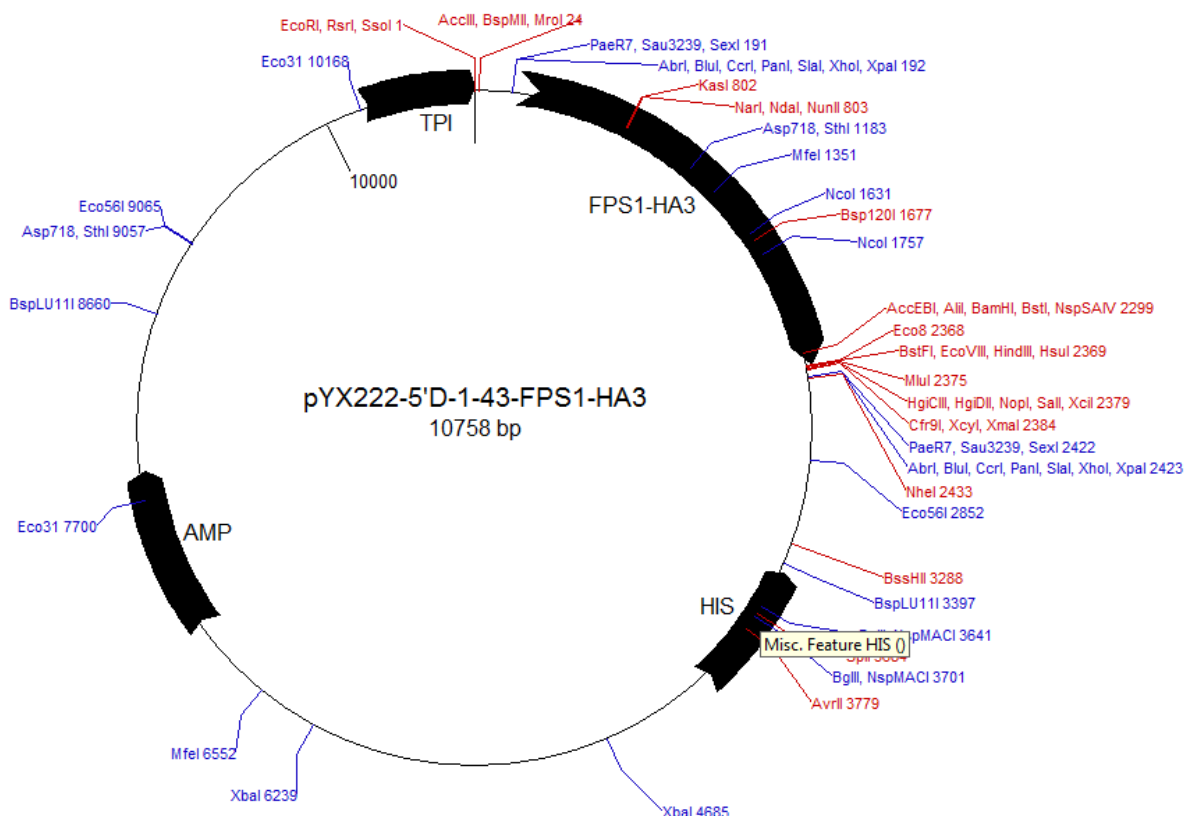 AccIII, BspMII, MroI 24
EcoRI, RsrI, SsoI 1
PaeR7, Sau3239, SexI 191
Eco31 10168
AbrI, BluI, CcrI, PanI, SlaI, XhoI, XpaI 192
KasI 802
NarI, NdaI, NunII 803
TPI
Asp718, SthI 1183
MfeI 1351
10000
NcoI 1631
FPS1-HA3
Eco56I 9065
Bsp120I 1677
Asp718, SthI 9057
NcoI 1757
BspLU11I 8660
AccEBI, AliI, BamHI, BstI, NspSAIV 2299
Eco8 2368
BstFI, EcoVIII, HindIII, HsuI 2369
MluI 2375
pYX222-5'D-1-43-FPS1-HA3
HgiCIII, HgiDII, NopI, SalI, XciI 2379
10758 bp
Cfr9I, XcyI, XmaI 2384
PaeR7, Sau3239, SexI 2422
AbrI, BluI, CcrI, PanI, SlaI, XhoI, XpaI 2423
NheI 2433
Eco56I 2852
Eco31 7700
AMP
BssHII 3288
BspLU11I 3397
HIS
NspMACI 3641
Misc. Feature HIS ()
BglII, NspMACI 3701
AvrII 3779
MfeI 6552
XbaI 6239
XbaI 4685